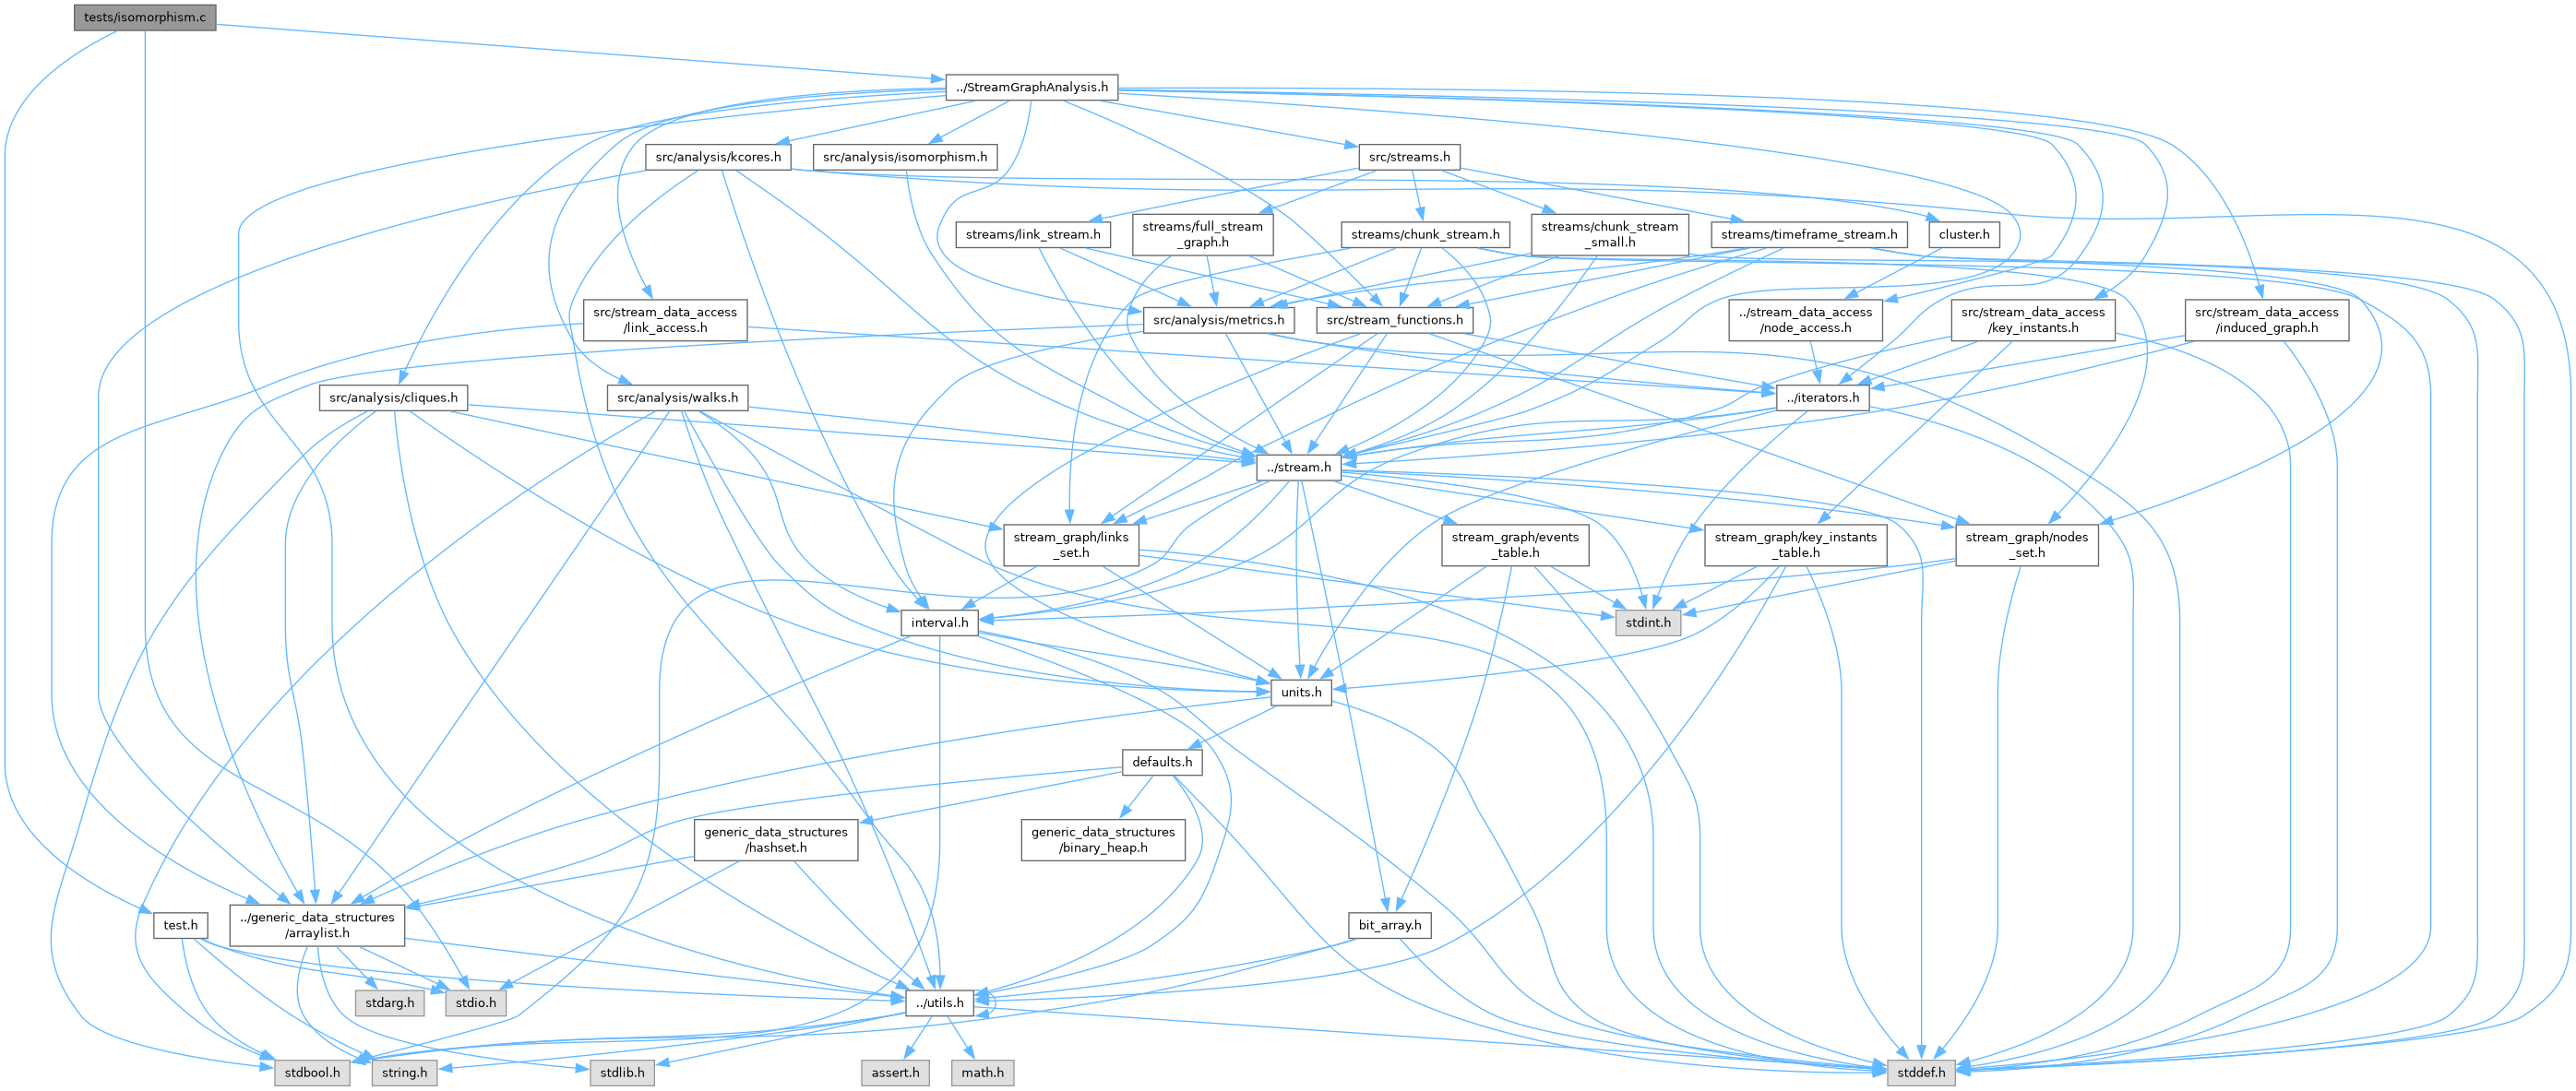 tests/isomorphism.c
../StreamGraphAnalysis.h
src/analysis/kcores.h
src/analysis/isomorphism.h
src/streams.h
streams/link_stream.h
streams/full_stream
_graph.h
streams/chunk_stream.h
streams/chunk_stream
_small.h
streams/timeframe_stream.h
cluster.h
src/stream_data_access
/link_access.h
src/analysis/metrics.h
src/stream_functions.h
../stream_data_access
/node_access.h
src/stream_data_access
/key_instants.h
src/stream_data_access
/induced_graph.h
src/analysis/cliques.h
src/analysis/walks.h
../iterators.h
../stream.h
stream_graph/links
_set.h
stream_graph/events
_table.h
stream_graph/key_instants
_table.h
stream_graph/nodes
_set.h
interval.h
stdint.h
units.h
defaults.h
generic_data_structures
/hashset.h
generic_data_structures
/binary_heap.h
test.h
../generic_data_structures
/arraylist.h
bit_array.h
stdarg.h
stdio.h
../utils.h
stdbool.h
string.h
stdlib.h
assert.h
math.h
stddef.h